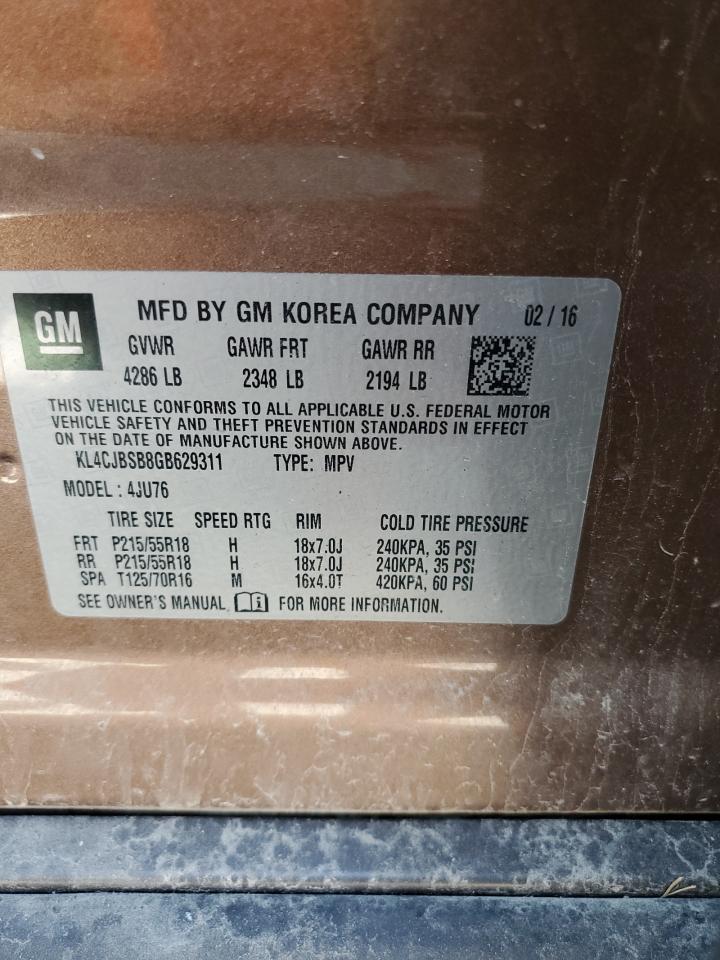 GM MFD BY GM KOREA COMPANY 02 / 16
GVWR GAWR FRT GAWR RR
4286 LB 2348 LB 2194 LB
THIS VEHICLE CONFORMS TO ALL APPLICABLE U.S. FEDERAL MOTOR
VEHICLE SAFETY AND THEFT PREVENTION STANDARDS IN EFFECT
ON THE DATE OF MANUFACTURE SHOWN ABOVE.
KL4CJBSB8GB629311 TYPE: MPV
MODEL : 4JU76
TIRE SIZE SPEED RTG RIM COLD TIRE PRESSURE
FRT P215/55R18 H 18x7.0J 240KPA, 35 PSI
RR P215/55R18 H 18x7.0J 240KPA, 35 PSI
SPA T125/70R16 M 16x4.0T 420KPA, 60 PSI
SEE OWNER'S MANUAL FOR MORE INFORMATION.